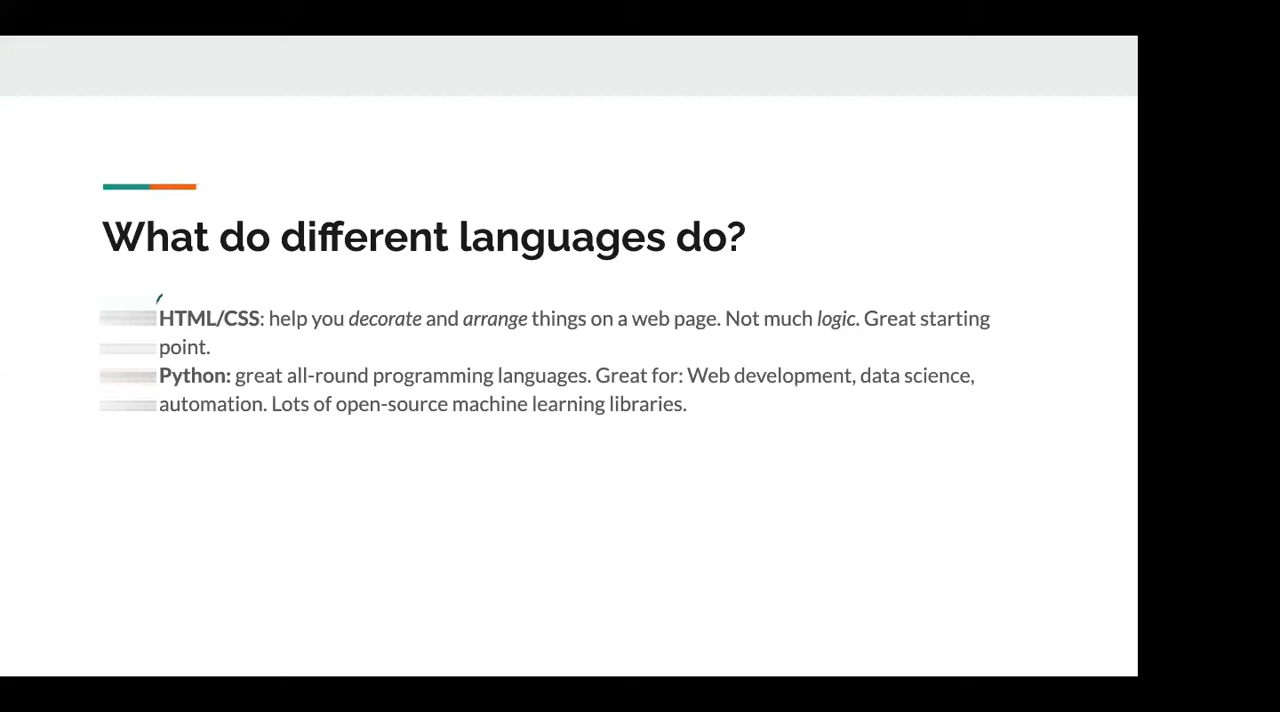 What do different languages do?
HTML/CSS: help you decorate and arrange things on a web page. Not much logic. Great starting
point.
Python: great all-round programming languages. Great for: Web development, data science,
automation. Lots of open-source machine learning libraries.